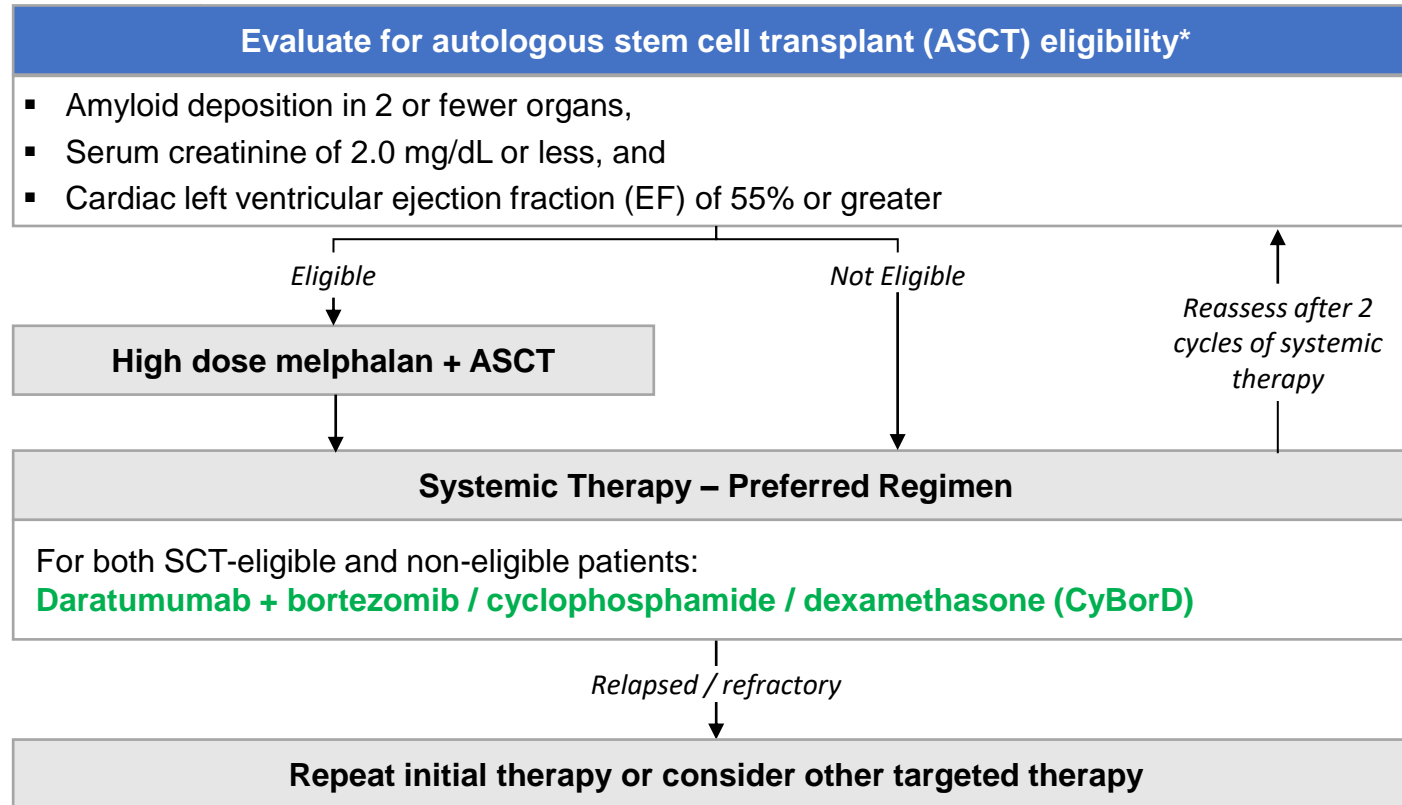 Evaluate for autologous stem cell transplant (ASCT) eligibility*
▪ Amyloid deposition in 2 or fewer organs,
▪ Serum creatinine of 2.0 mg/dL or less, and
▪ Cardiac left ventricular ejection fraction (EF) of 55% or greater
Eligible
Not Eligible
Reassess after 2
cycles of systemic
therapy
High dose melphalan + ASCT
Systemic Therapy – Preferred Regimen
For both SCT-eligible and non-eligible patients:
Daratumumab + bortezomib / cyclophosphamide / dexamethasone (CyBorD)
Relapsed / refractory
Repeat initial therapy or consider other targeted therapy